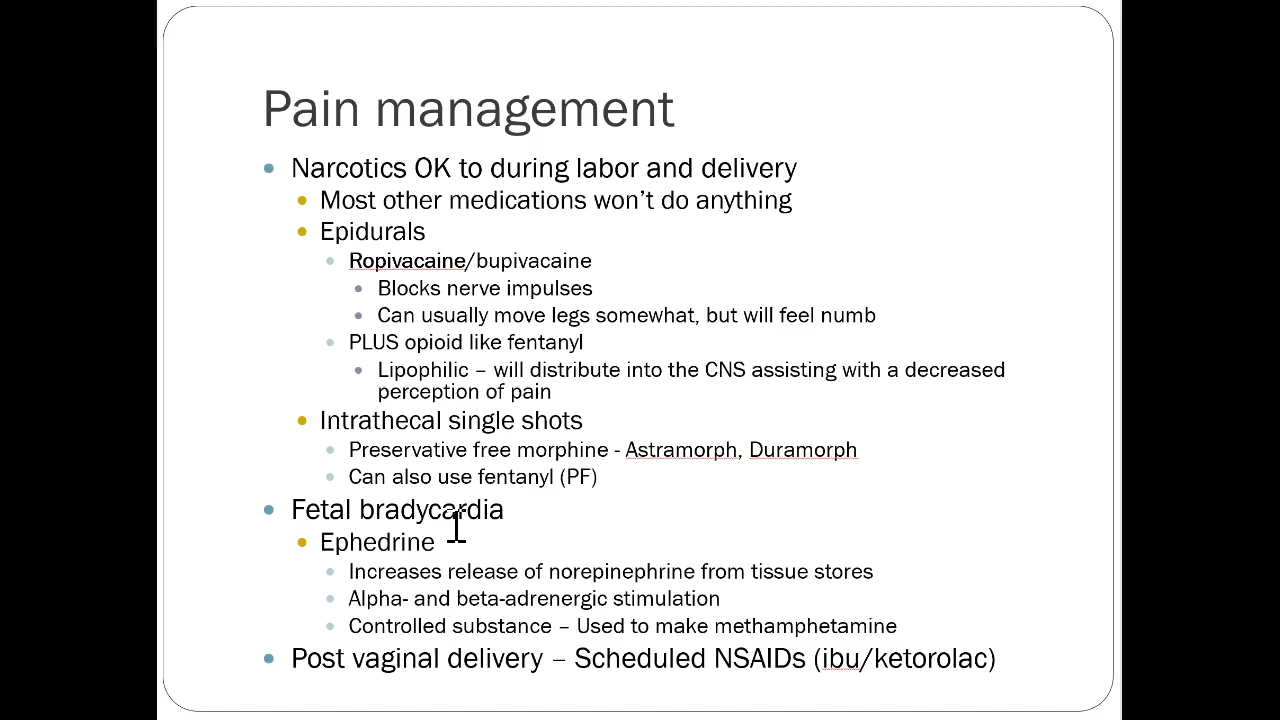 Pain management
Narcotics OK to during labor and delivery
Most other medications won't do anything
Epidurals
Ropivacaine/bupivacaine
Blocks nerve impulses
Can usually move legs somewhat, but will feel numb
PLUS opioid like fentanyl
Lipophilic – will distribute into the CNS assisting with a decreased
perception of pain
Intrathecal single shots
Preservative free morphine - Astramorph, Duramorph
Can also use fentanyl (PF)
Fetal bradycardia
Ephedrine
Increases release of norepinephrine from tissue stores
Alpha- and beta-adrenergic stimulation
Controlled substance – Used to make methamphetamine
Post vaginal delivery – Scheduled NSAIDs (ibu/ketorolac)